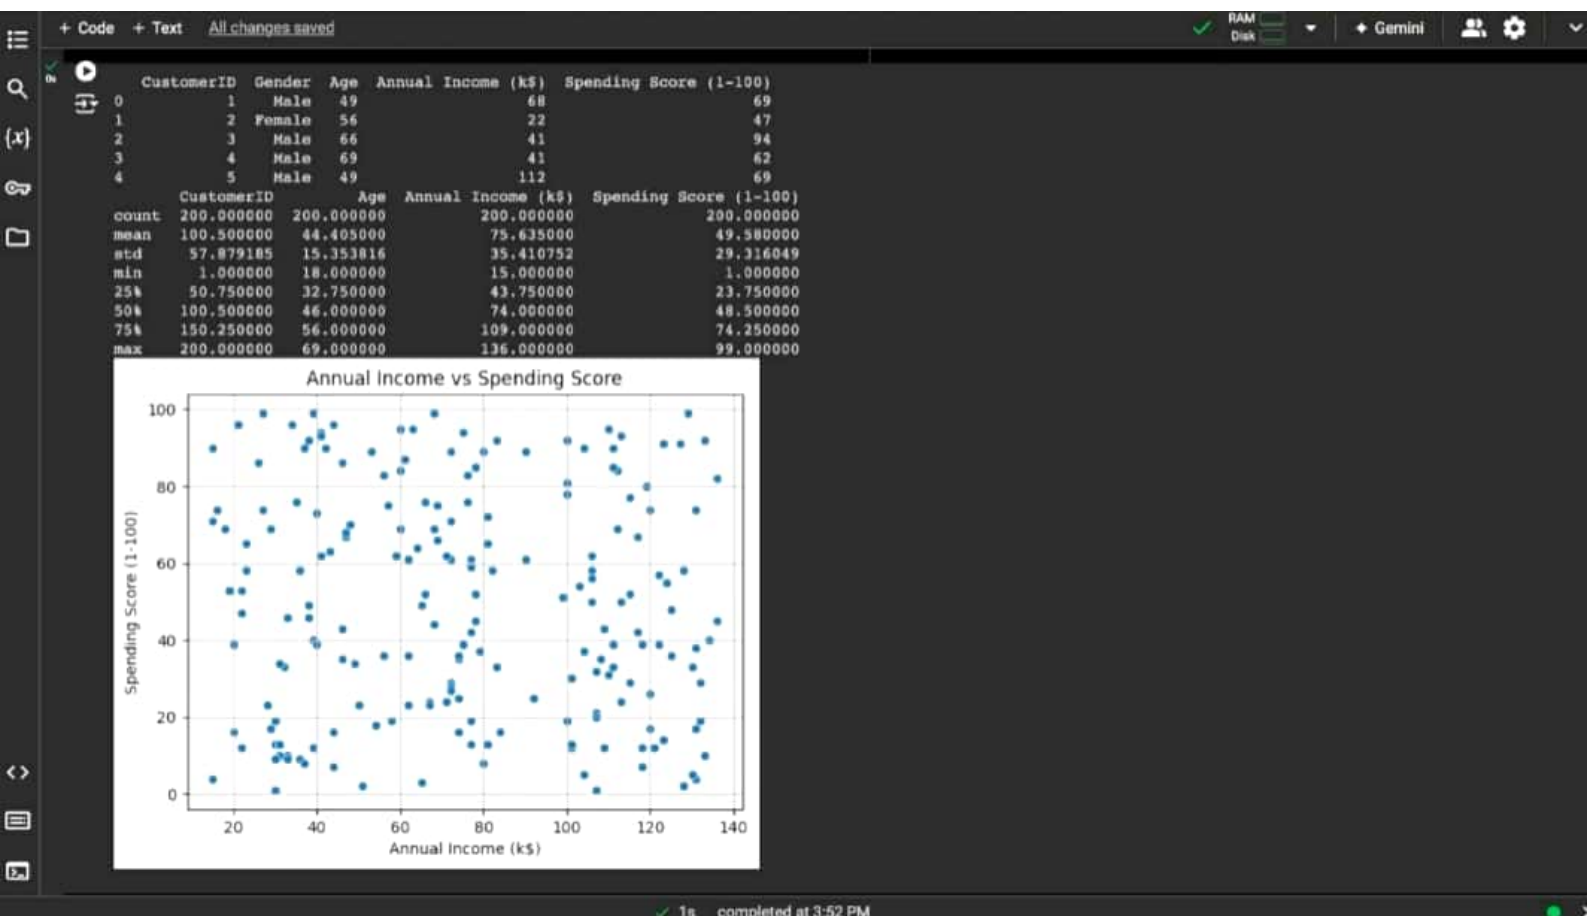 + Code + Text All changes saved
RAM
Disk
Gemini
0s
CustomerID Gender Age Annual Income (k$) Spending Score (1-100)
0 1 Male 49 68 69
1 2 Female 56 22 47
2 3 Male 66 41 94
3 4 Male 69 41 62
4 5 Male 49 112 69
CustomerID Age Annual Income (k$) Spending Score (1-100)
count 200.000000 200.000000 200.000000 200.000000
mean 100.500000 44.405000 75.635000 49.580000
std 57.879185 15.353816 35.410752 29.316049
min 1.000000 18.000000 15.000000 1.000000
25% 50.750000 32.750000 43.750000 23.750000
50% 100.500000 46.000000 74.000000 48.500000
75% 150.250000 56.000000 109.000000 74.250000
max 200.000000 69.000000 136.000000 99.000000
Annual Income vs Spending Score
100
80
60
40
20
0
Spending Score (1-100)
20 40 60 80 100 120 140
Annual Income (k$)
{x}
<>
1s completed at 3:52 PM